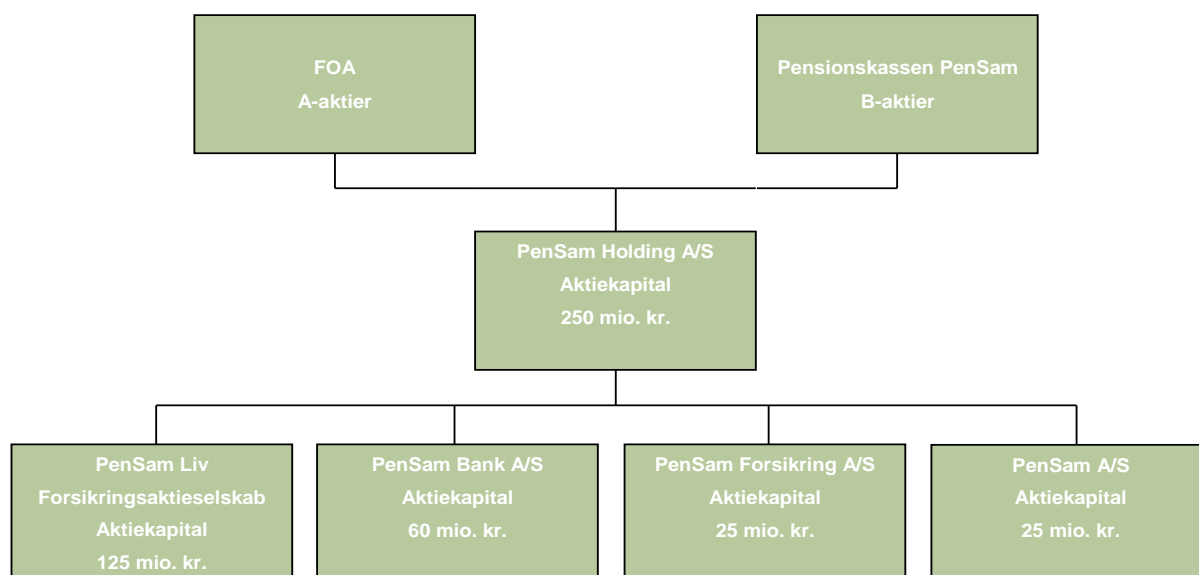 FOA
A-aktier
Pensionskassen PenSam
B-aktier
PenSam Holding A/S
Aktiekapital
250 mio. kr.
PenSam Liv
Forsikringsaktieselskab
Aktiekapital
125 mio. kr.
PenSam Bank A/S
Aktiekapital
60 mio. kr.
PenSam Forsikring A/S
Aktiekapital
25 mio. kr.
PenSam A/S
Aktiekapital
25 mio. kr.